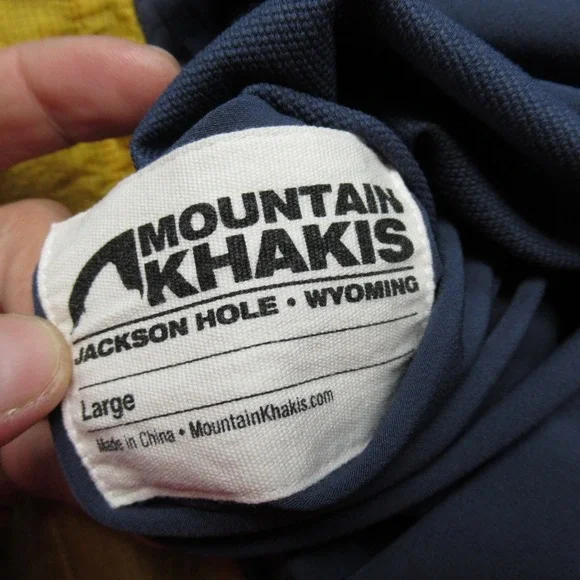 MOUNTAIN
KHAKIS
JACKSON HOLE • WYOMING
Large
Made in China • MountainKhakis.com